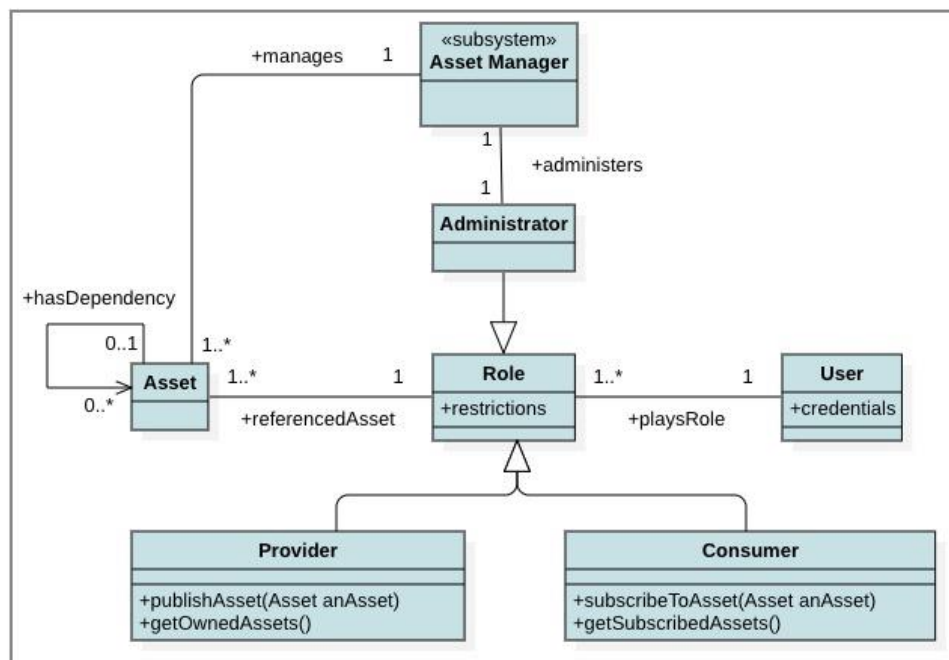 «subsystem»
Asset Manager
+manages
1
1
+administers
1
Administrator
+hasDependency
0..1
1..*
Asset
0..*
1..*
1
+referencedAsset
Role
+restrictions
1..*
1
+playsRole
User
+credentials
Provider
+publishAsset(Asset anAsset)
+getOwnedAssets()
Consumer
+subscribeToAsset(Asset anAsset)
+getSubscribedAssets()